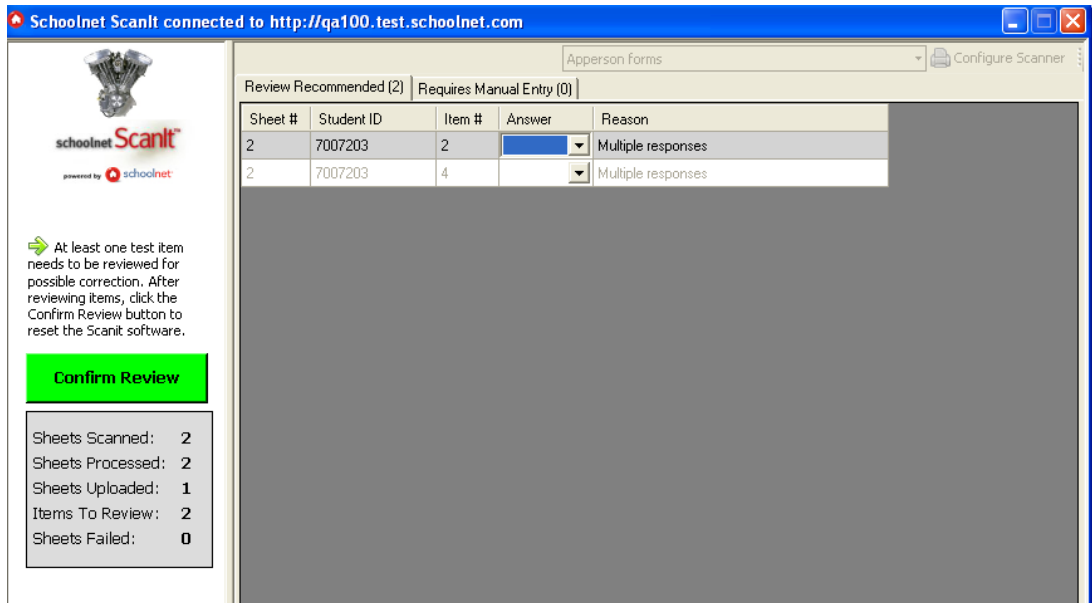 Schoolnet ScanIt connected to http://qa100.test.schoolnet.com
schoolnet ScanIt™
powered by schoolnet
At least one test item
needs to be reviewed for
possible correction. After
reviewing items, click the
Confirm Review button to
reset the Scanit software.
Confirm Review
Sheets Scanned: 2
Sheets Processed: 2
Sheets Uploaded: 1
Items To Review: 2
Sheets Failed: 0
Apperson forms Configure Scanner
Review Recommended (2) Requires Manual Entry (0)
Sheet # Student ID Item # Answer Reason
2 7007203 2 Multiple responses
2 7007203 4 Multiple responses